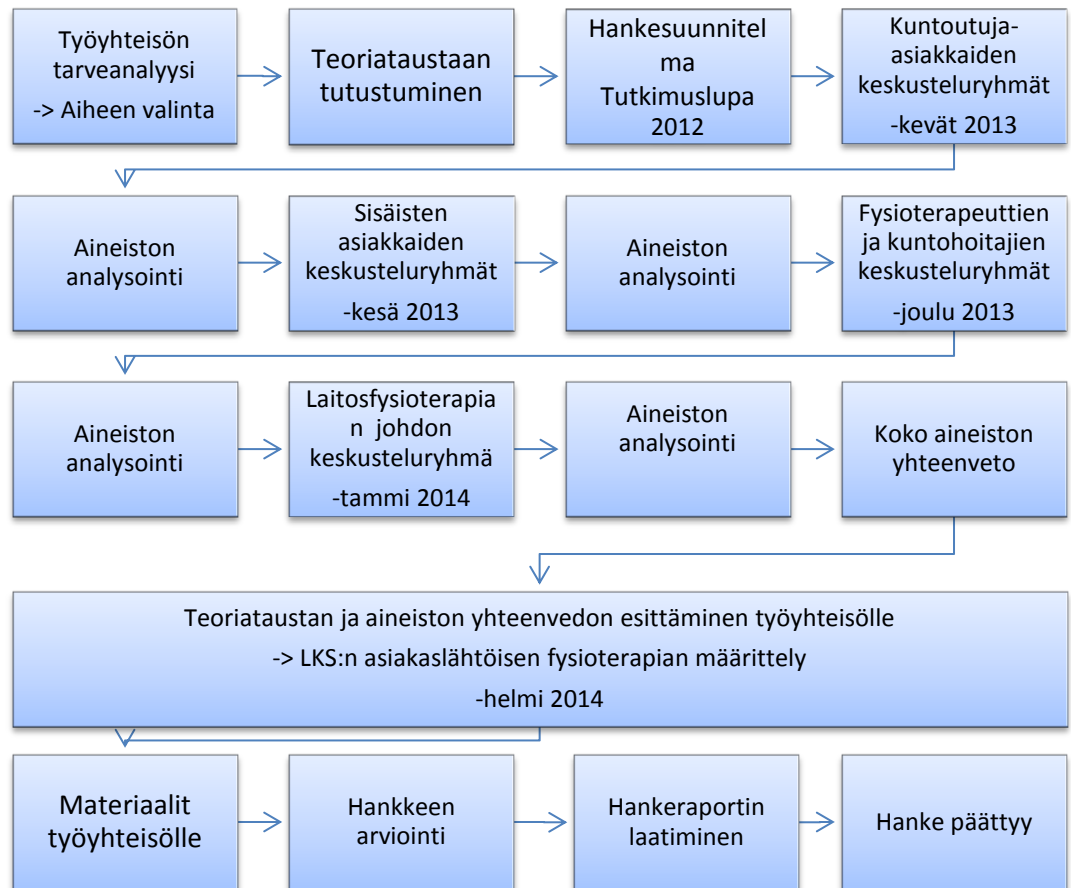 Työyhteisön
tarveanalyysi
-> Aiheen valinta
Teoriataustaan
tutustuminen
Hankesuunnitel
ma
Tutkimuslupa
2012
Kuntoutuja-
asiakkaiden
keskusteluryhmät
-kevät 2013
Aineiston
analysointi
Sisäisten
asiakkaiden
keskusteluryhmät
-kesä 2013
Aineiston
analysointi
Fysioterapeuttien
ja kuntohoitajien
keskusteluryhmät
-joulu 2013
Aineiston
analysointi
Laitosfysioterapia
n johdon
keskusteluryhmä
-tammi 2014
Aineiston
analysointi
Koko aineiston
yhteenveto
Teoriataustan ja aineiston yhteenvedon esittäminen työyhteisölle
-> LKS:n asiakaslähtöisen fysioterapian määrittely
-helmi 2014
Materiaalit
työyhteisölle
Hankkeen
arviointi
Hankeraportin
laatiminen
Hanke päättyy